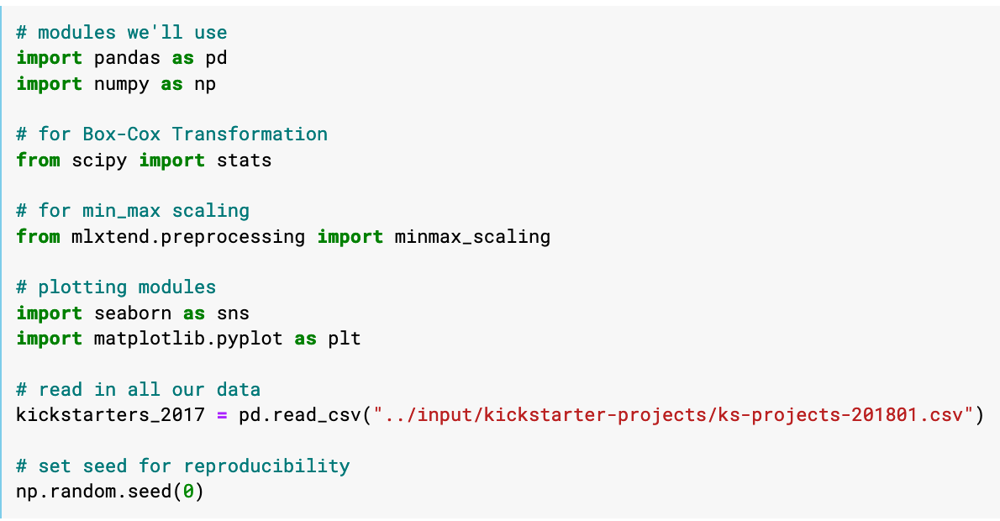 # modules we'll use
import pandas as pd
import numpy as np
# for Box-Cox Transformation
from scipy import stats
# for min_max scaling
from mlxtend.preprocessing import minmax_scaling
# plotting modules
import seaborn as sns
import matplotlib.pyplot as plt
# read in all our data
kickstarters_2017 = pd.read_csv("../input/kickstarter-projects/ks-projects-201801.csv")
# set seed for reproducibility
np.random.seed(0)